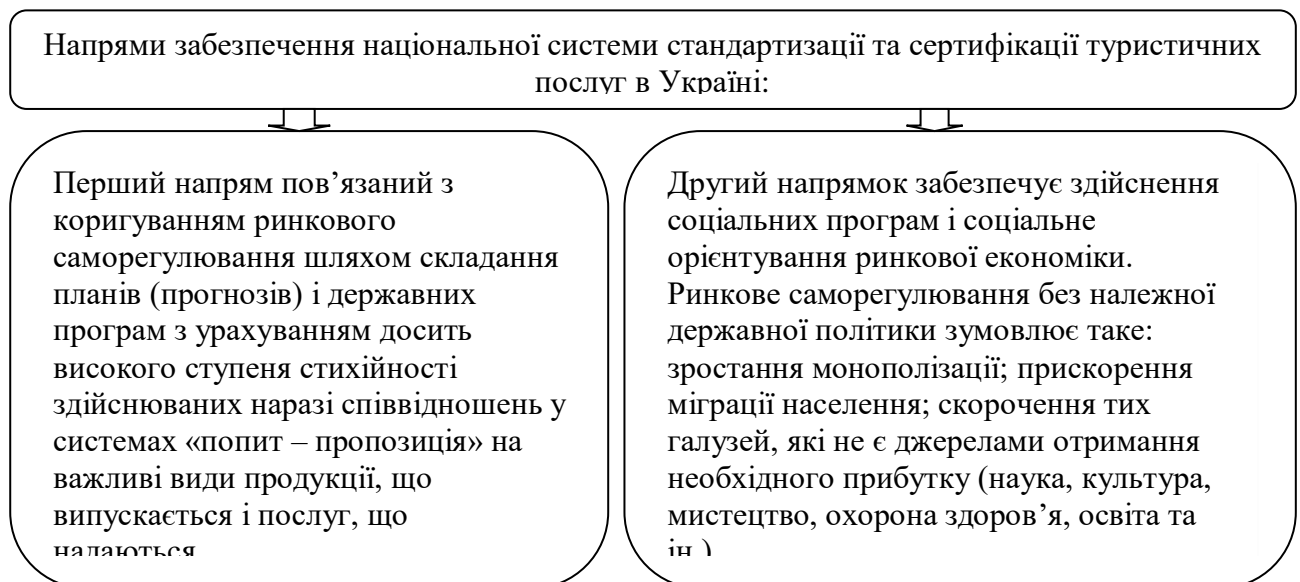 Напрями забезпечення національної системи стандартизації та сертифікації туристичних
послуг в Україні:
Перший напрям пов’язаний з
коригуванням ринкового
саморегулювання шляхом складання
планів (прогнозів) і державних
програм з урахуванням досить
високого ступеня стихійності
здійснюваних наразі співвідношень у
системах «попит – пропозиція» на
важливі види продукції, що
випускається і послуг, що
надаються
Другий напрямок забезпечує здійснення
соціальних програм і соціальне
орієнтування ринкової економіки.
Ринкове саморегулювання без належної
державної політики зумовлює таке:
зростання монополізації; прискорення
міграції населення; скорочення тих
галузей, які не є джерелами отримання
необхідного прибутку (наука, культура,
мистецтво, охорона здоров’я, освіта та
ін.)